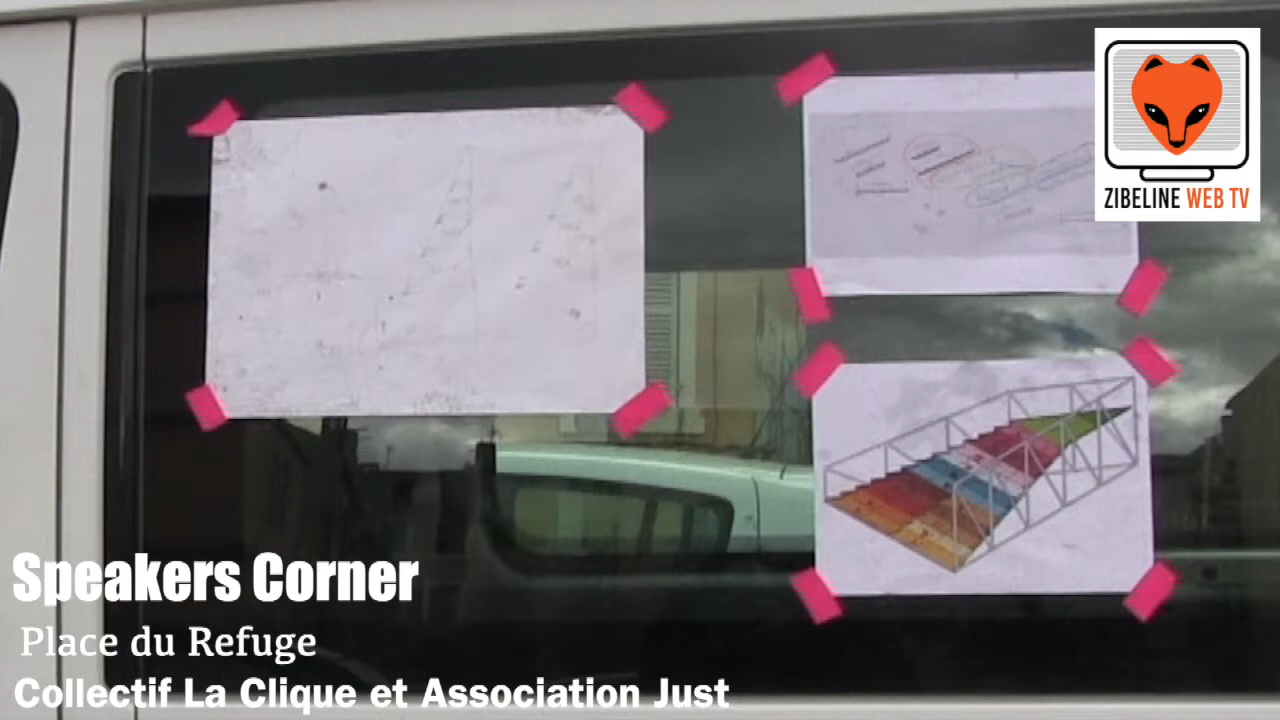 ZIBELINE WEB TV
Speakers Corner
Place du Refuge
Collectif La Clique et Association Just